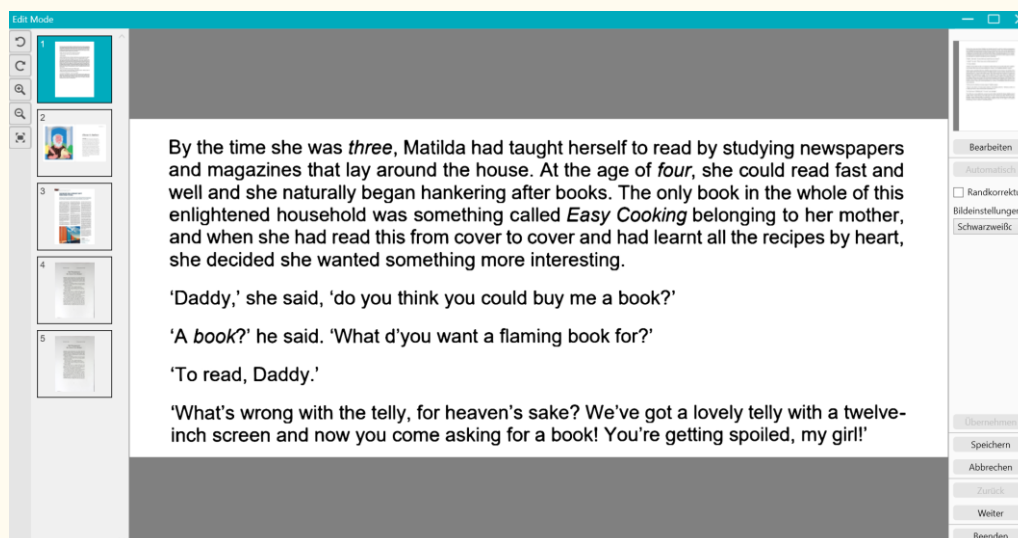 Edit Mode
1
2
3
4
5
By the time she was three, Matilda had taught herself to read by studying newspapers
and magazines that lay around the house. At the age of four, she could read fast and
well and she naturally began hankering after books. The only book in the whole of this
enlightened household was something called Easy Cooking belonging to her mother,
and when she had read this from cover to cover and had learnt all the recipes by heart,
she decided she wanted something more interesting.
‘Daddy,’ she said, ‘do you think you could buy me a book?’
‘A book?’ he said. ‘What d’you want a flaming book for?’
‘To read, Daddy.’
‘What’s wrong with the telly, for heaven’s sake? We’ve got a lovely telly with a twelve-
inch screen and now you come asking for a book! You’re getting spoiled, my girl!’
Bearbeiten
Automatisch
Randkorrektu
Bildeinstellungen
Schwarzweißc
Übernehmen
Speichern
Abbrechen
Zurück
Weiter
Beenden